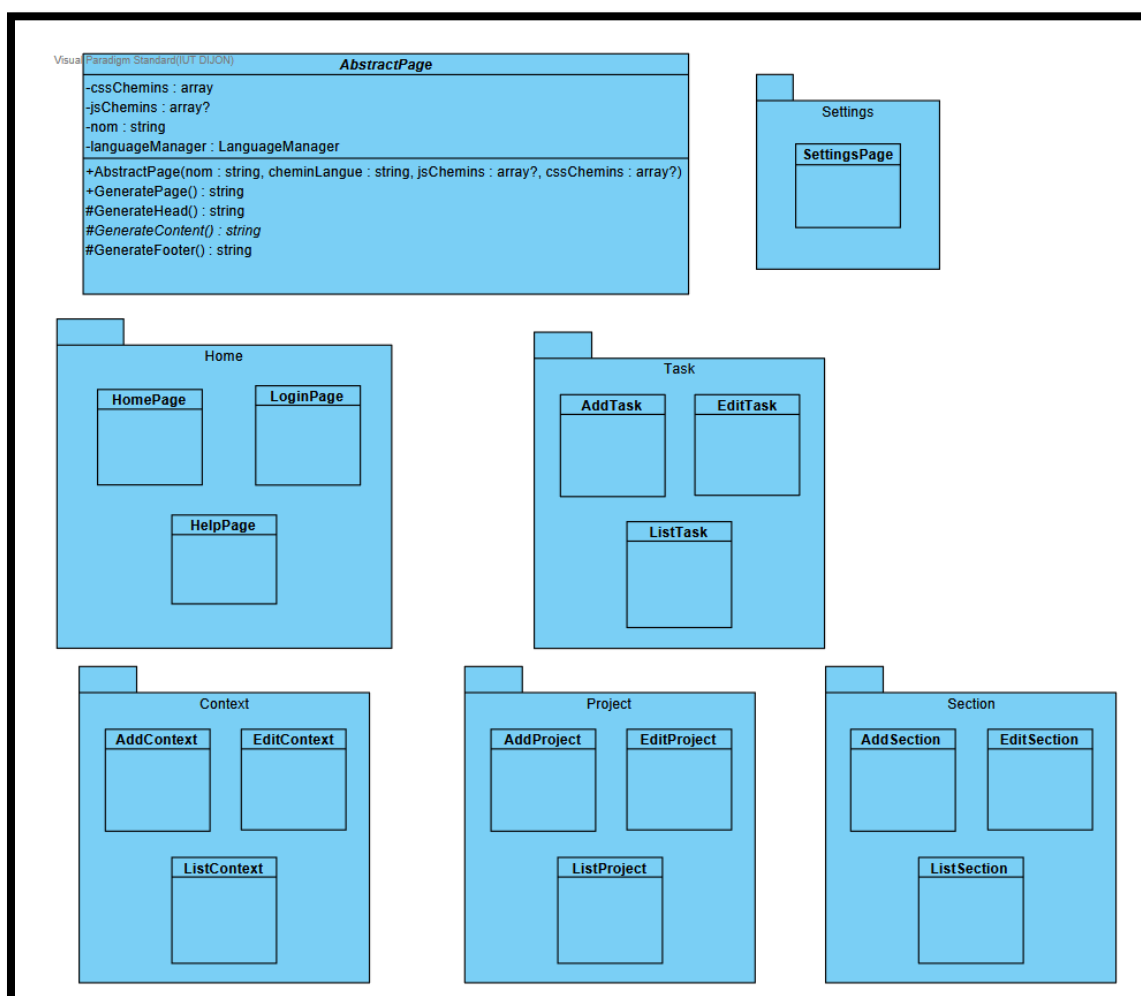 Visual Paradigm Standard(IUT DIJON)
AbstractPage
-cssChemins : array
-jsChemins : array?
-nom : string
-languageManager : LanguageManager
+AbstractPage(nom : string, cheminLangue : string, jsChemins : array?, cssChemins : array?)
+GeneratePage() : string
#GenerateHead() : string
#GenerateContent() : string
#GenerateFooter() : string
Settings
SettingsPage
Home
HomePage
LoginPage
HelpPage
Task
AddTask
EditTask
ListTask
Context
AddContext
EditContext
ListContext
Project
AddProject
EditProject
ListProject
Section
AddSection
EditSection
ListSection